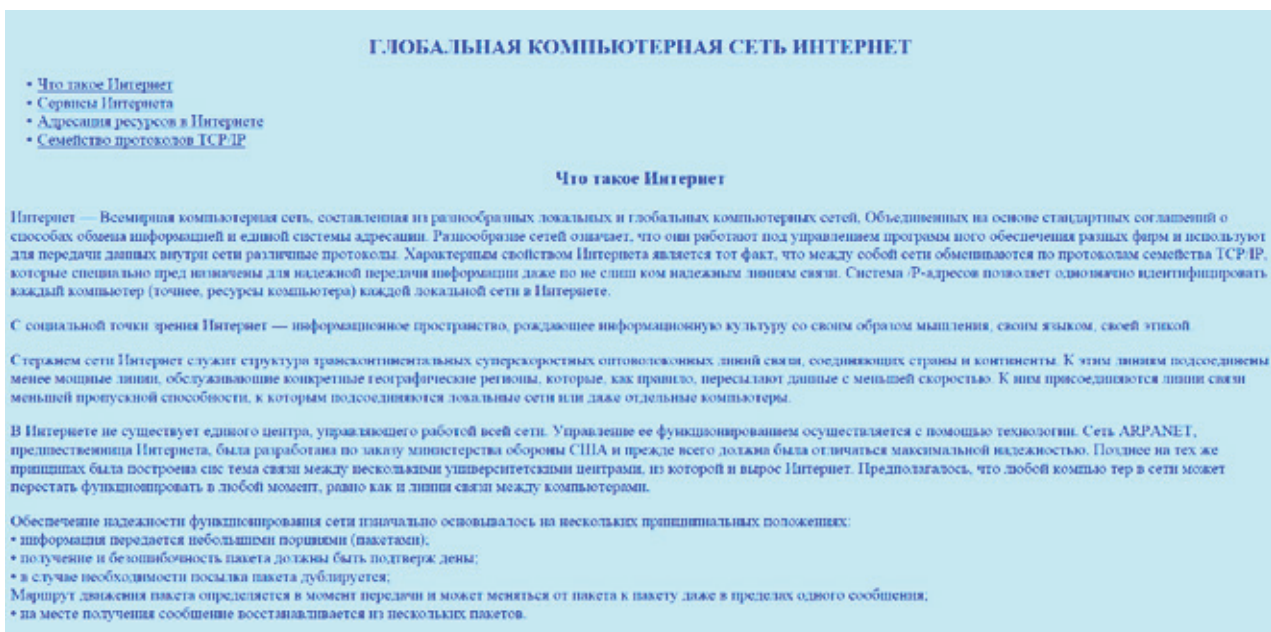 ГЛОБАЛЬНАЯ КОМПЬЮТЕРНАЯ СЕТЬ ИНТЕРНЕТ
• Что такое Интернет
• Сервисы Интернета
• Адресация ресурсов в Интернете
• Семейство протоколов TCP/IP
Что такое Интернет
Интернет — Всемирная компьютерная сеть, составленная из разнообразных локальных и глобальных компьютерных сетей, Объединенных на основе стандартных соглашений о
способах обмена информацией и единой системы адресации. Разнообразие сетей означает, что они работают под управлением програм ного обеспечения разных фирм и используют
для передачи данных внутри сети различные протоколы. Характерным свойством Интернета является тот факт, что между собой сети обмениваются по протоколам семейства TCP/IP,
которые специально пред назначены для надежной передачи информации даже по не слиш ком надежным линиям связи. Система /P-адресов позволяет однозначно идентифицировать
каждый компьютер (точнее, ресурсы компьютера) каждой локальной сети в Интернете.
С социальной точки зрения Интернет — информационное пространство, рождающее информационную культуру со своим образом мышления, своим языком, своей этикой.
Стержнем сети Интернет служит структура трансконтинентальных суперскоростных оптоволоконных линий связи, соединяющих страны и континенты. К этим линиям подсоединены
менее мощные линии, обслуживающие конкретные географические регионы, которые, как правило, пересылают данные с меньшей скоростью. К ним присоединяются линии связи
меньшей пропускной способности, к которым подсоединяются локальные сети или даже отдельные компьютеры.
В Интернете не существует единого центра, управляющего работой всей сети. Управление ее функционированием осуществляется с помощью технологии. Сеть ARPANET,
предшественница Интернета, была разработана по заказу министерства обороны США и прежде всего должна была отличаться максимальной надежностью. Позднее на тех же
принципах была построена сис тема связи между несколькими университетскими центрами, из которой и вырос Интернет. Предполагалось, что любой компью тер в сети может
перестать функционировать в любой момент, равно как и линии связи между компьютерами.
Обеспечение надежности функционирования сети изначально основывалось на нескольких принципиальных положениях:
• информация передается небольшими порциями (пакетами);
• получение и безошибочность пакета должны быть подтверж дены;
• в случае необходимости посылка пакета дублируется;
Маршрут движения пакета определяется в момент передачи и может меняться от пакета к пакету даже в пределах одного сообщения;
• на месте получения сообщение восстанавливается из нескольких пакетов.